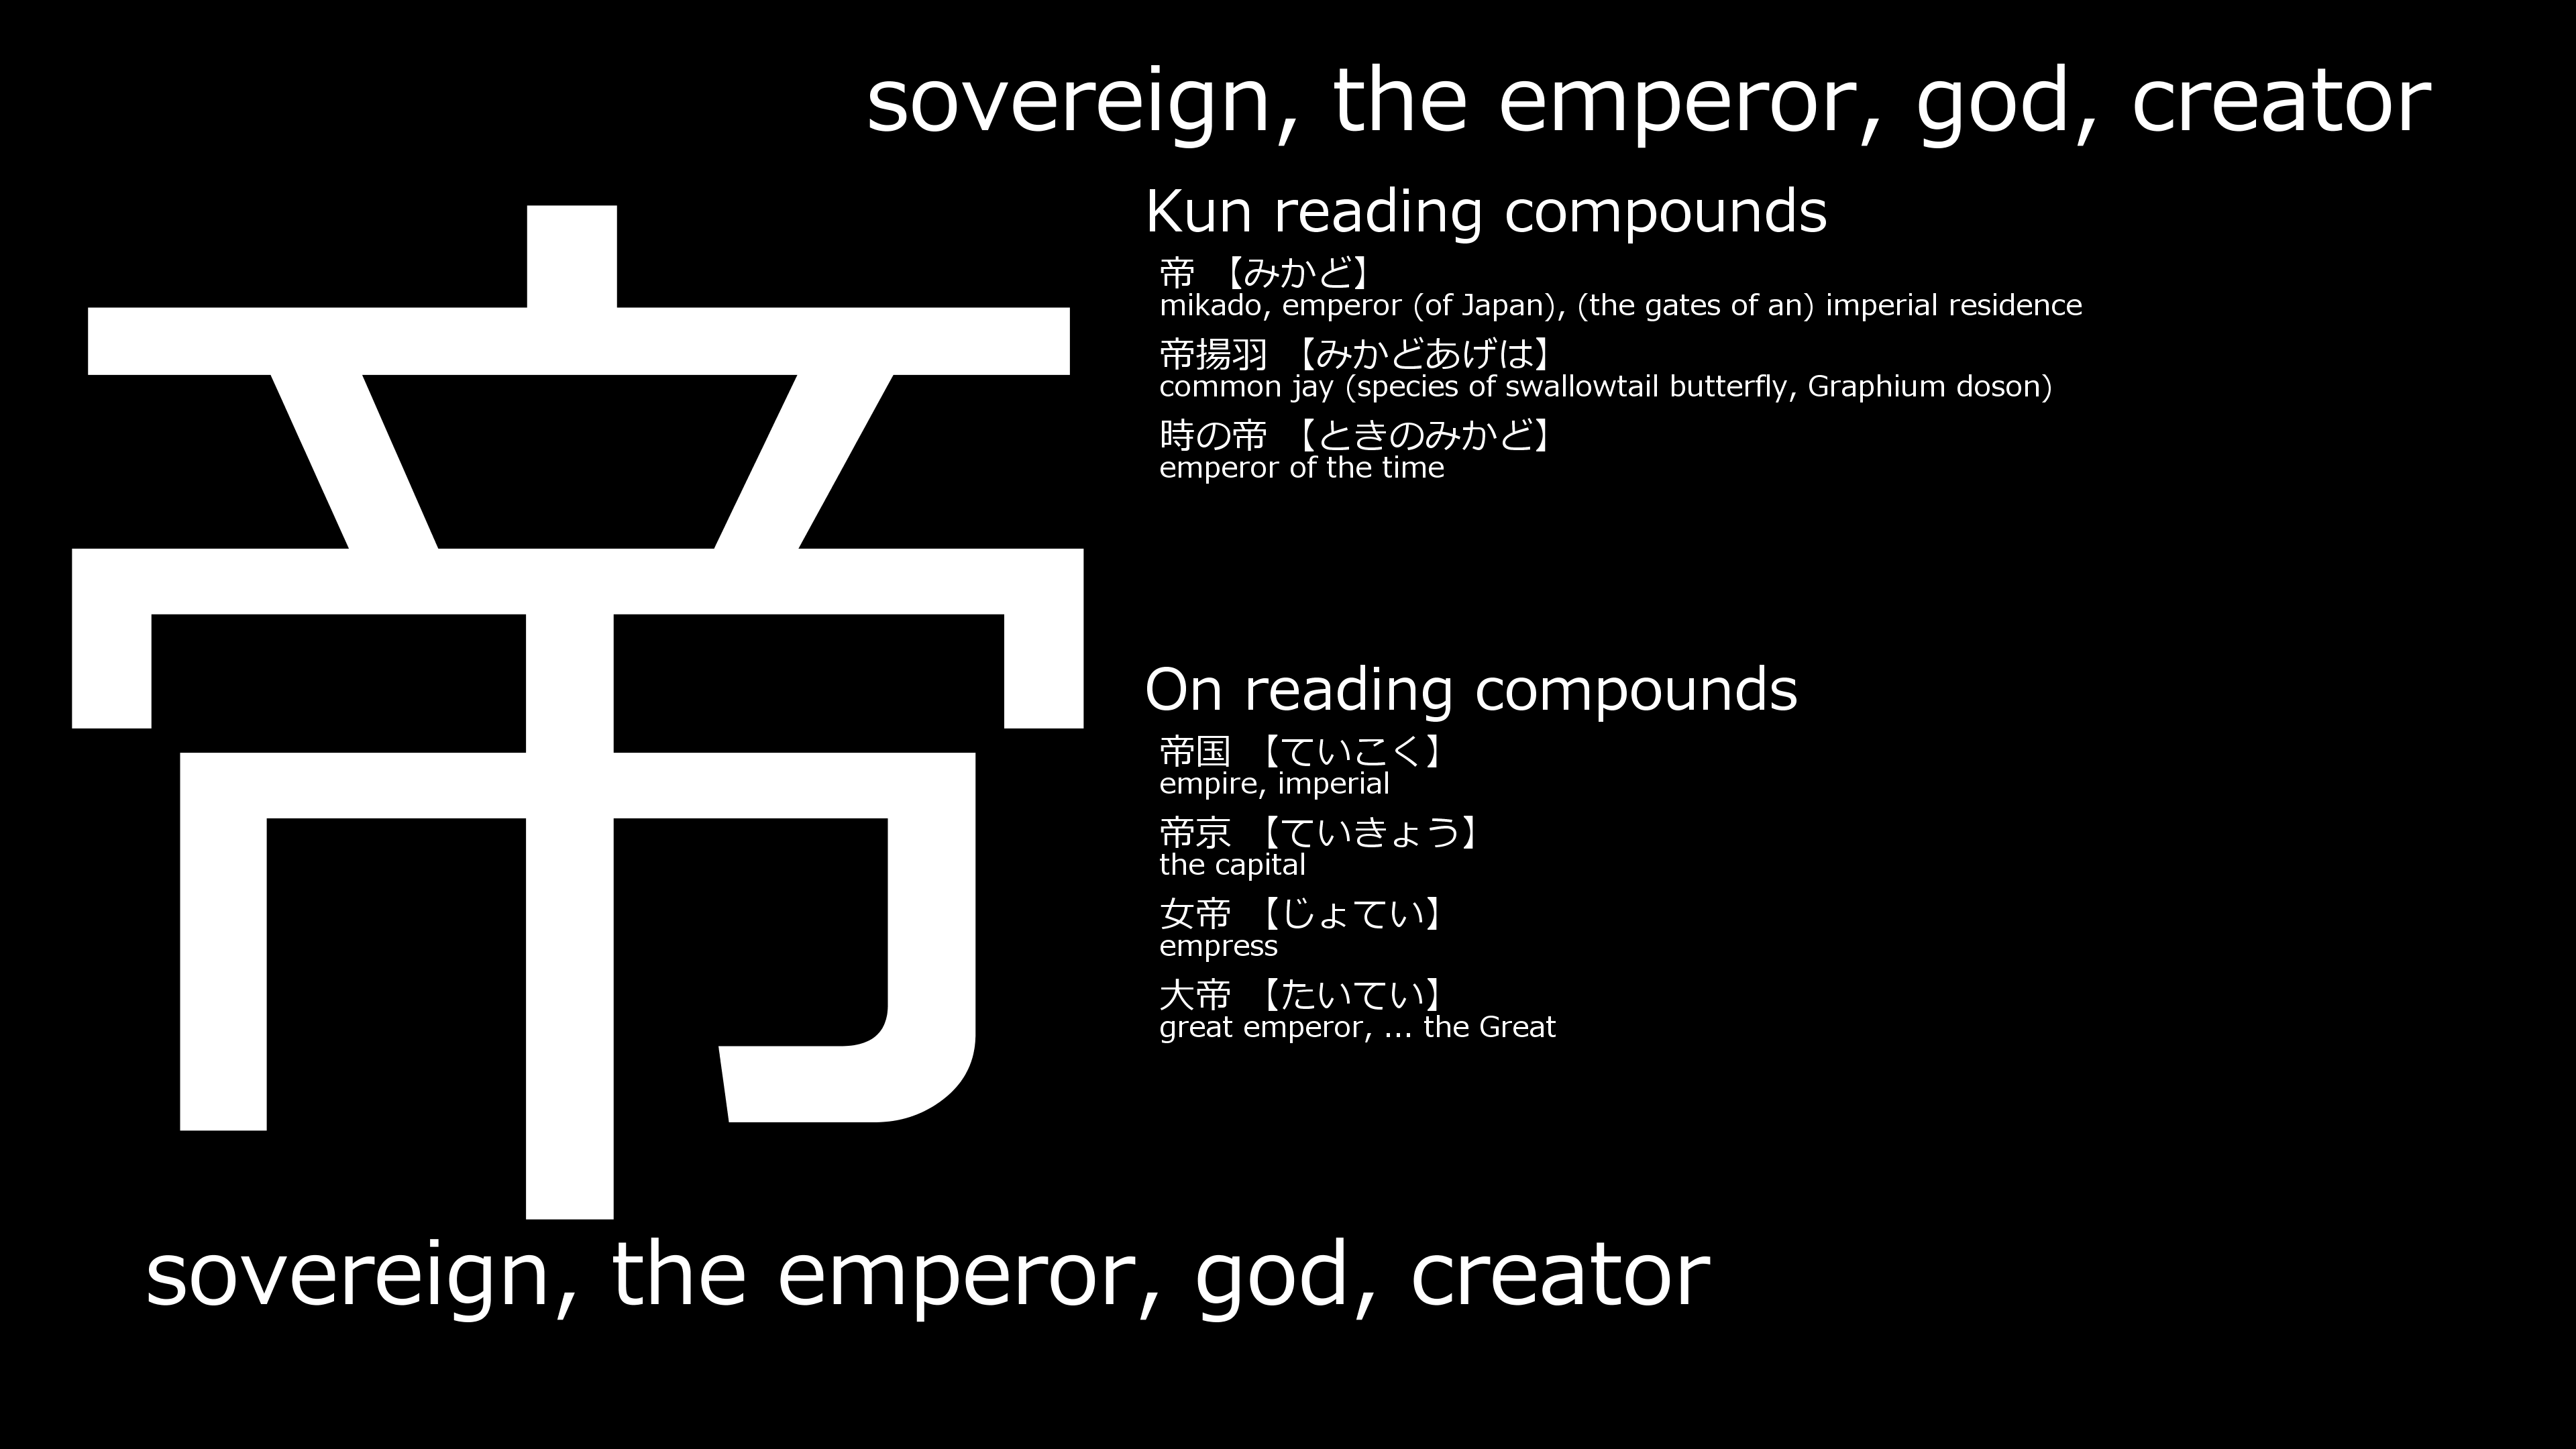 sovereign, the emperor, god, creator
帝
Kun reading compounds
帝 【みかど】
mikado, emperor (of Japan), (the gates of an) imperial residence
帝揚羽 【みかどあげは】
common jay (species of swallowtail butterfly, Graphium doson)
時の帝 【ときのみかど】
emperor of the time
On reading compounds
帝国 【ていこく】
empire, imperial
帝京 【ていきょう】
the capital
女帝 【じょてい】
empress
大帝 【たいてい】
great emperor, ... the Great
sovereign, the emperor, god, creator